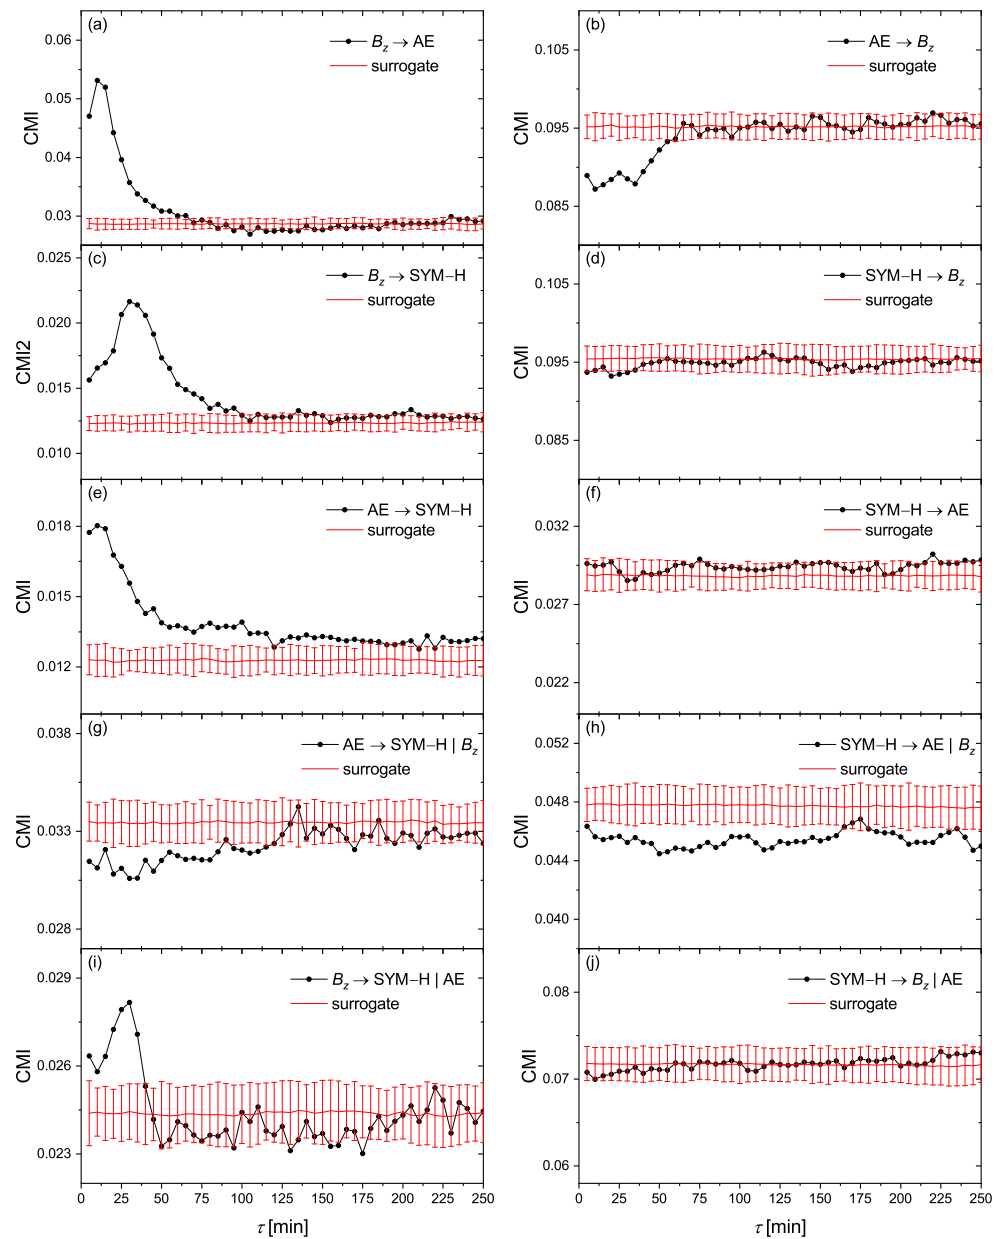 (a)
B_z → AE
surrogate
0.06
0.05
0.04
0.03
CMI
(b)
AE → B_z
surrogate
0.105
0.095
0.085
CMI
(c)
B_z → SYM–H
surrogate
0.025
0.020
0.015
0.010
CMI2
(d)
SYM–H → B_z
surrogate
0.105
0.095
0.085
CMI
(e)
AE → SYM–H
surrogate
0.018
0.015
0.012
CMI
(f)
SYM–H → AE
surrogate
0.032
0.027
0.022
CMI
(g)
AE → SYM–H | B_z
surrogate
0.038
0.033
0.028
CMI
(h)
SYM–H → AE | B_z
surrogate
0.052
0.048
0.044
0.040
CMI
(i)
B_z → SYM–H | AE
surrogate
0.029
0.026
0.023
CMI
(j)
SYM–H → B_z | AE
surrogate
0.08
0.07
0.06
CMI
0 25 50 75 100 125 150 175 200 225 250
τ [min]
0 25 50 75 100 125 150 175 200 225 250
τ [min]